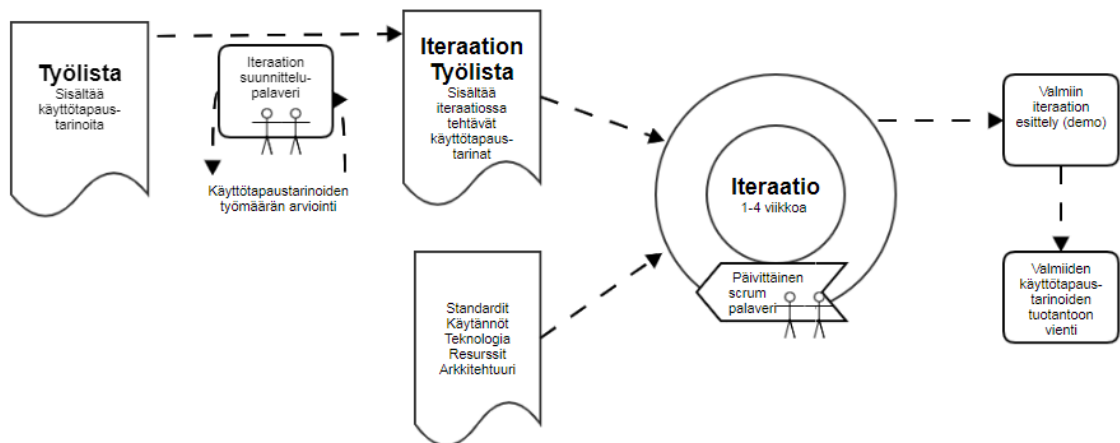 Työlista
Sisältää
käyttötapaus-
tarinoita
Iteraation
suunnittelu-
palaveri
Käyttötapaustarinoiden
työmäärän arviointi
Iteraation
Työlista
Sisältää
iteraatiossa
tehtävät
käyttötapaus-
tarinat
Standardit
Käytännöt
Teknologia
Resurssit
Arkkitehtuuri
Iteraatio
1-4 viikkoa
Päivittäinen
scrum
palaveri
Valmiin
iteraation
esittely (demo)
Valmiiden
käyttötapaus-
tarinoiden
tuotantoon
vienti